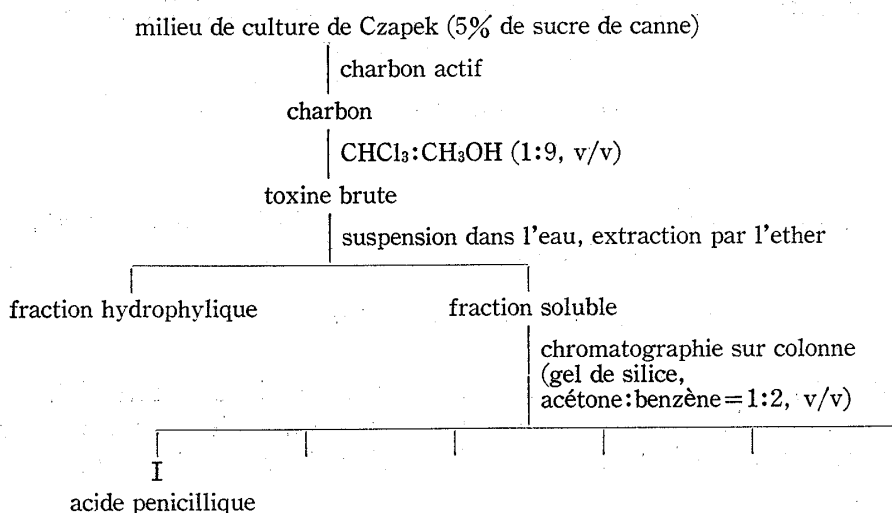 milieu de culture de Czapek (5% de sucre de canne)
charbon actif
charbon
CHCl₃:CH₃OH (1:9, v/v)
toxine brute
suspension dans l'eau, extraction par l'ether
fraction hydrophylique
fraction soluble
chromatographie sur colonne
(gel de silice,
acétone:benzène=1:2, v/v)
I
acide penicillique